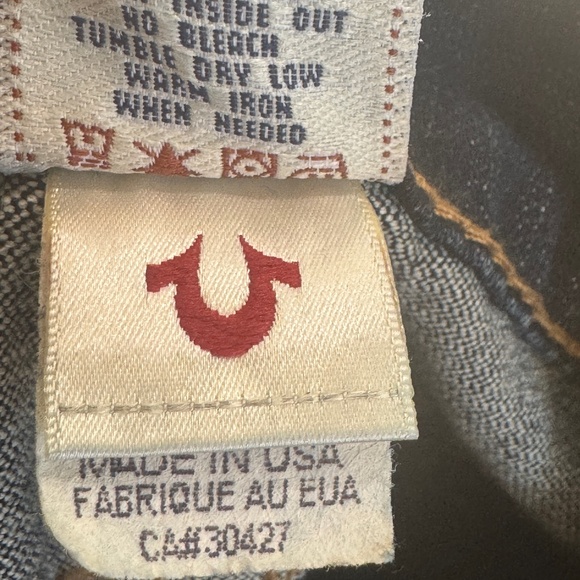 INSIDE OUT
NO BLEACH
TUMBLE DRY LOW
WARM IRON
WHEN NEEDED
MADE IN USA
FABRIQUE AU EUA
CA#30427